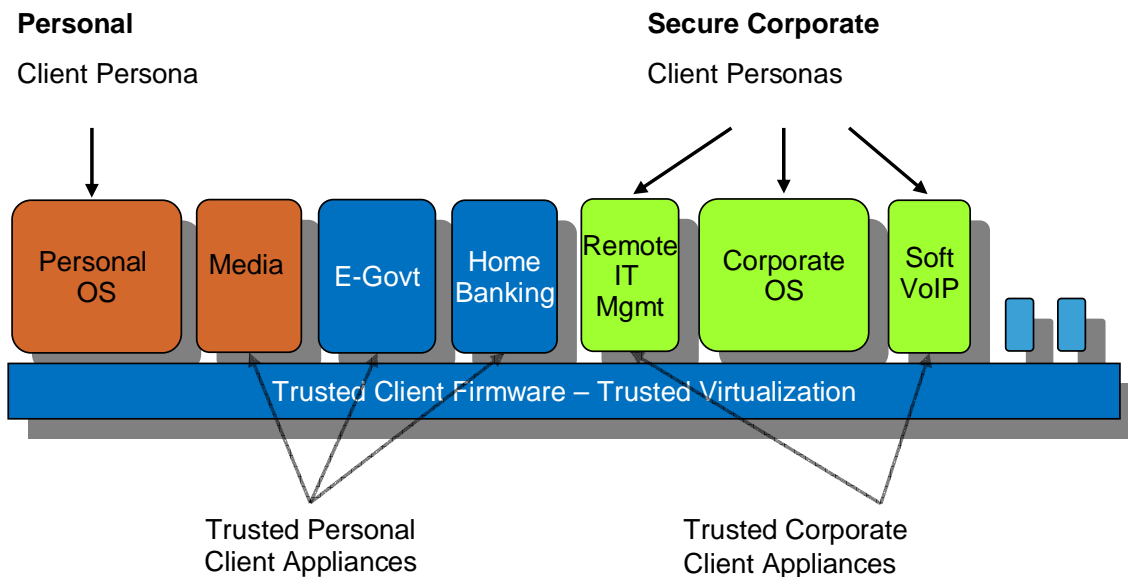 Personal
Client Persona
Secure Corporate
Client Personas
Personal
OS
Media
E-Govt
Home
Banking
Remote
IT
Mgmt
Corporate
OS
Soft
VoIP
Trusted Client Firmware – Trusted Virtualization
Trusted Personal
Client Appliances
Trusted Corporate
Client Appliances